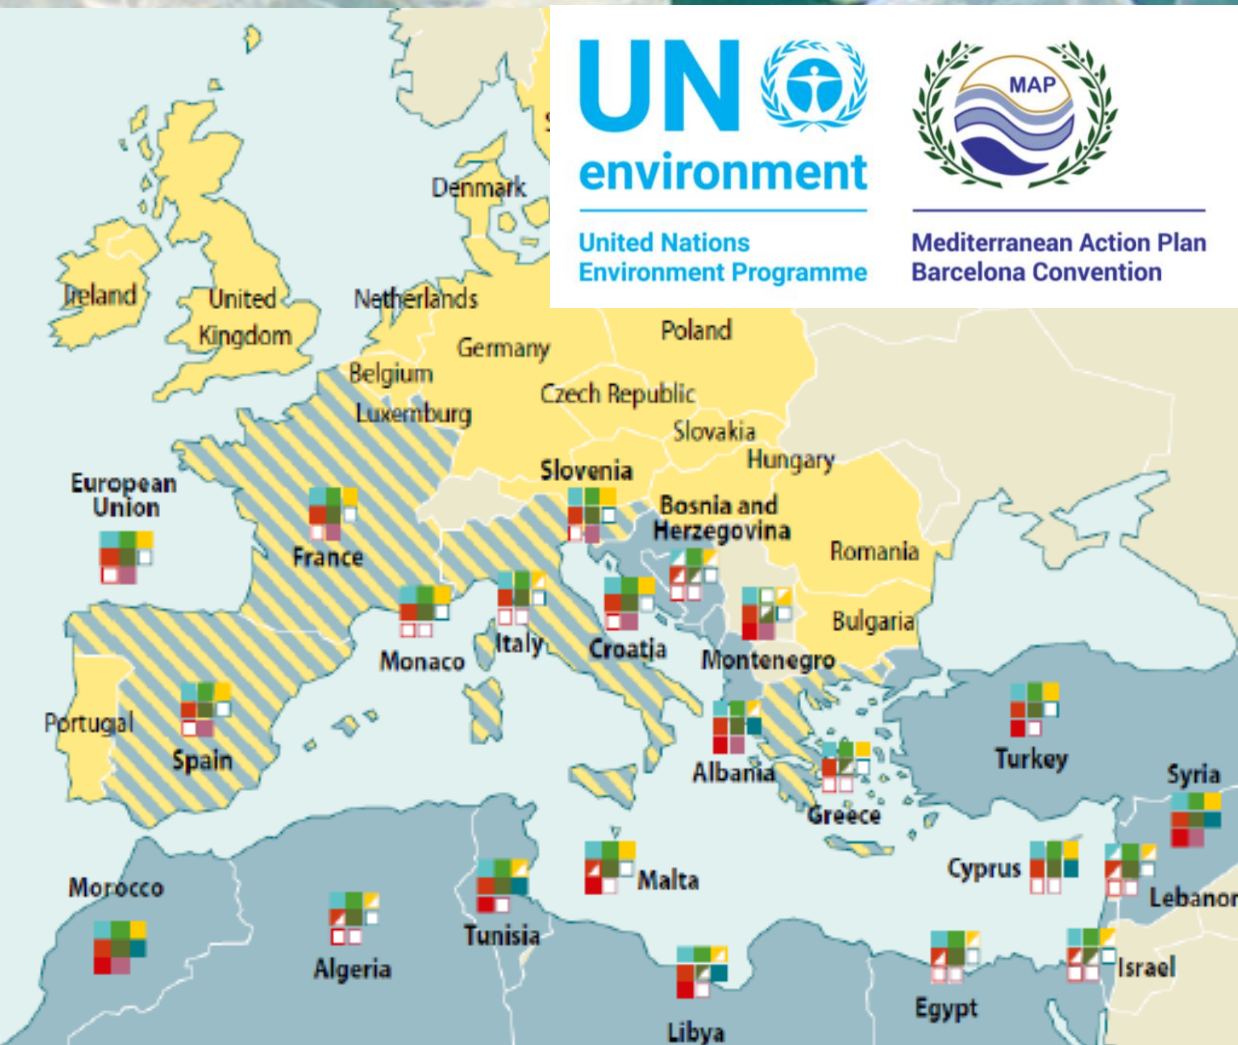 UN
environment
United Nations
Environment Programme
MAP
Mediterranean Action Plan
Barcelona Convention
Denmark
Ireland
United
Kingdom
Netherlands
Poland
Germany
Belgium
Czech Republic
Luxemburg
Slovakia
Hungary
Slovenia
European
Union
Bosnia and
Herzegovina
France
Romania
Bulgaria
Italy
Croatia
Monaco
Montenegro
Portugal
Spain
Albania
Turkey
Syria
Greece
Cyprus
Malta
Morocco
Lebanon
Tunisia
Algeria
Israel
Egypt
Libya